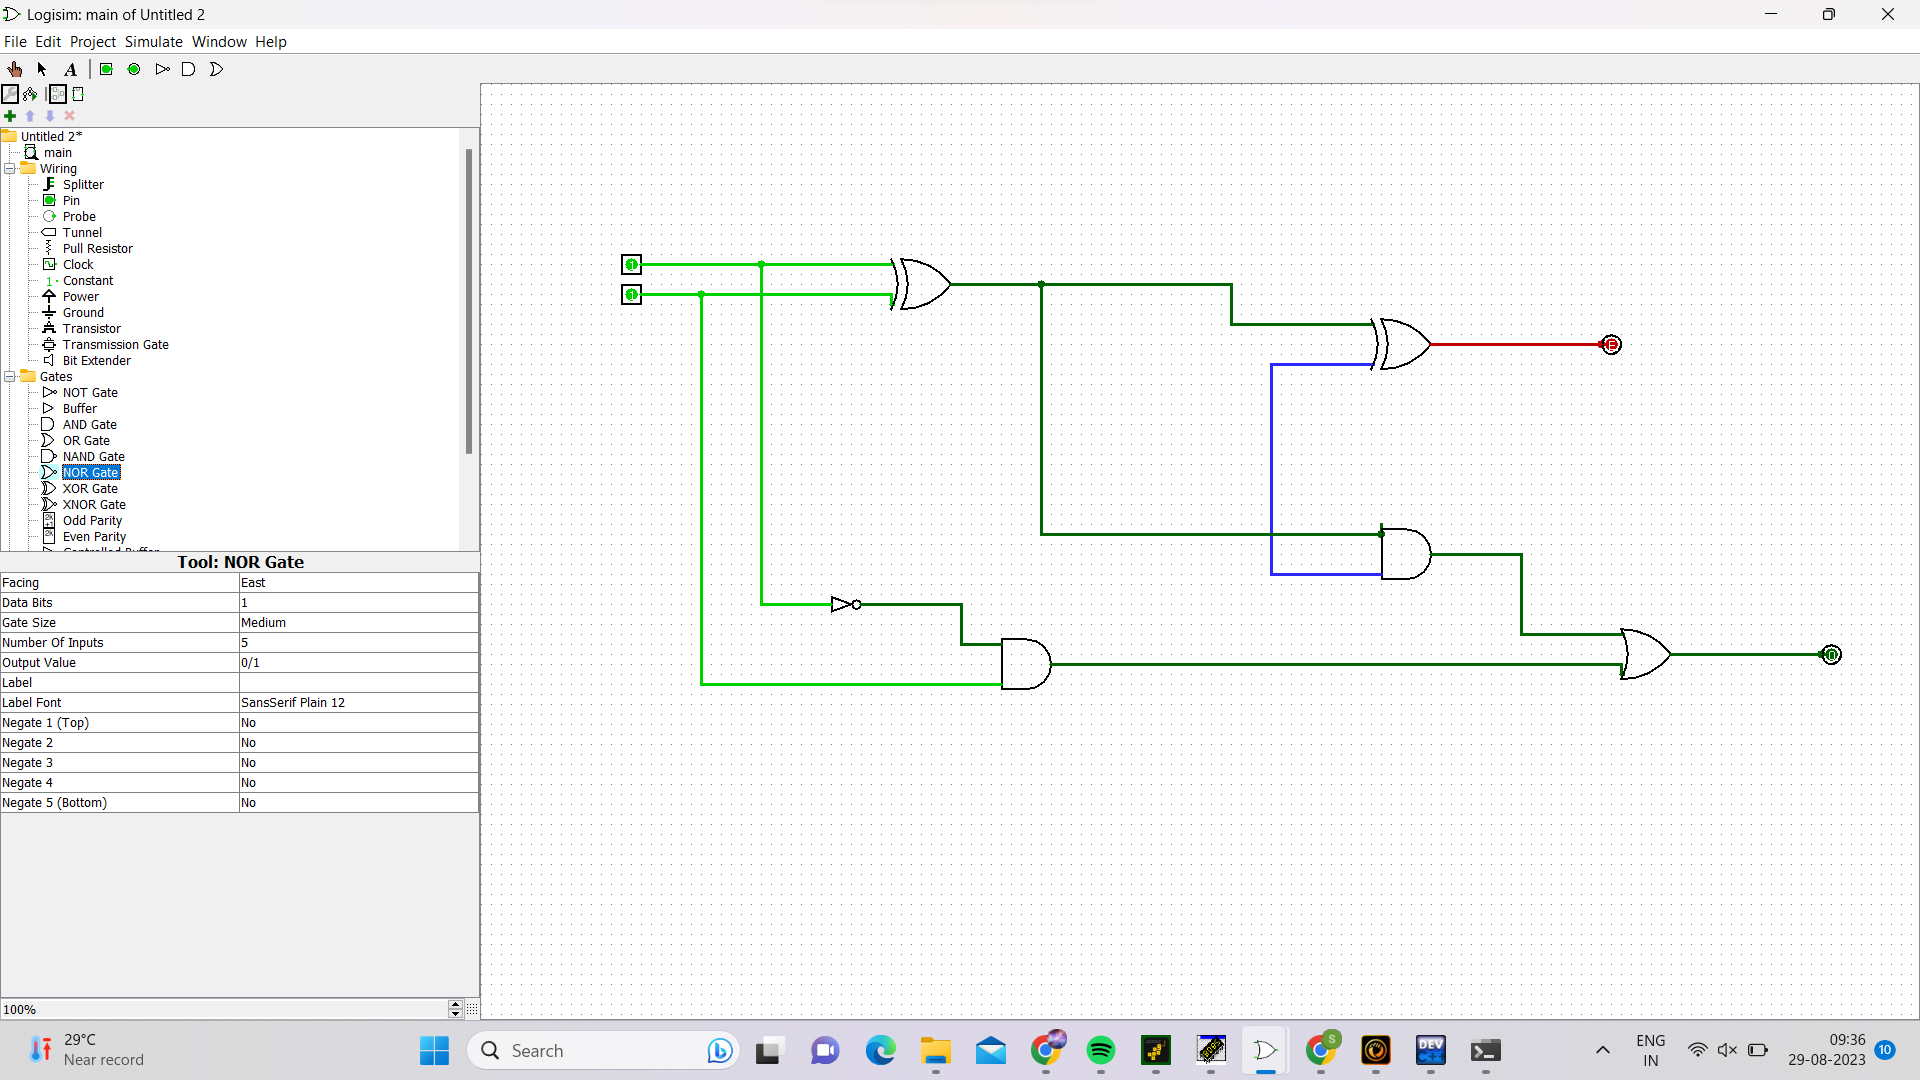 Logisim: main of Untitled 2
File Edit Project Simulate Window Help
A
Untitled 2*
main
Wiring
Splitter
Pin
Probe
Tunnel
Pull Resistor
Clock
1 Constant
Power
Ground
Transistor
Transmission Gate
Bit Extender
Gates
NOT Gate
Buffer
AND Gate
OR Gate
NAND Gate
NOR Gate
XOR Gate
XNOR Gate
Odd Parity
Even Parity
Tool: NOR Gate
Facing East
Data Bits 1
Gate Size Medium
Number Of Inputs 5
Output Value 0/1
Label
Label Font SansSerif Plain 12
Negate 1 (Top) No
Negate 2 No
Negate 3 No
Negate 4 No
Negate 5 (Bottom) No
100%
1
1
E
0
29°C
Near record
Search
S
DEV
C++
ENG
IN
09:36
29-08-2023
10